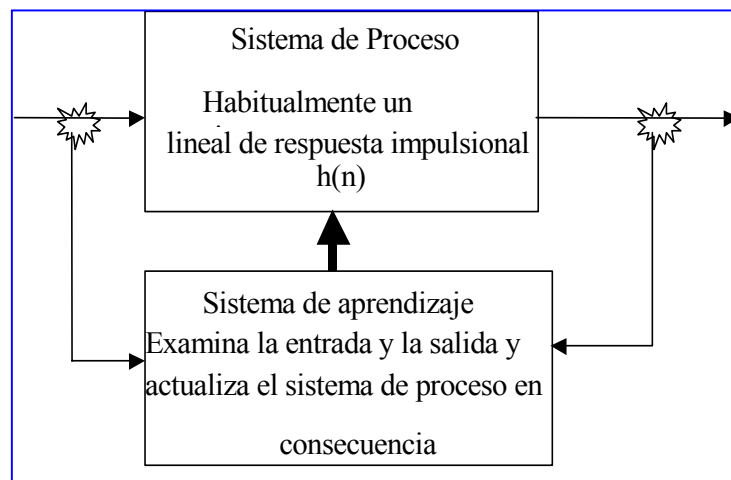 Sistema de Proceso
Habitualmente un
lineal de respuesta impulsional
h(n)
Sistema de aprendizaje
Examina la entrada y la salida y
actualiza el sistema de proceso en
consecuencia